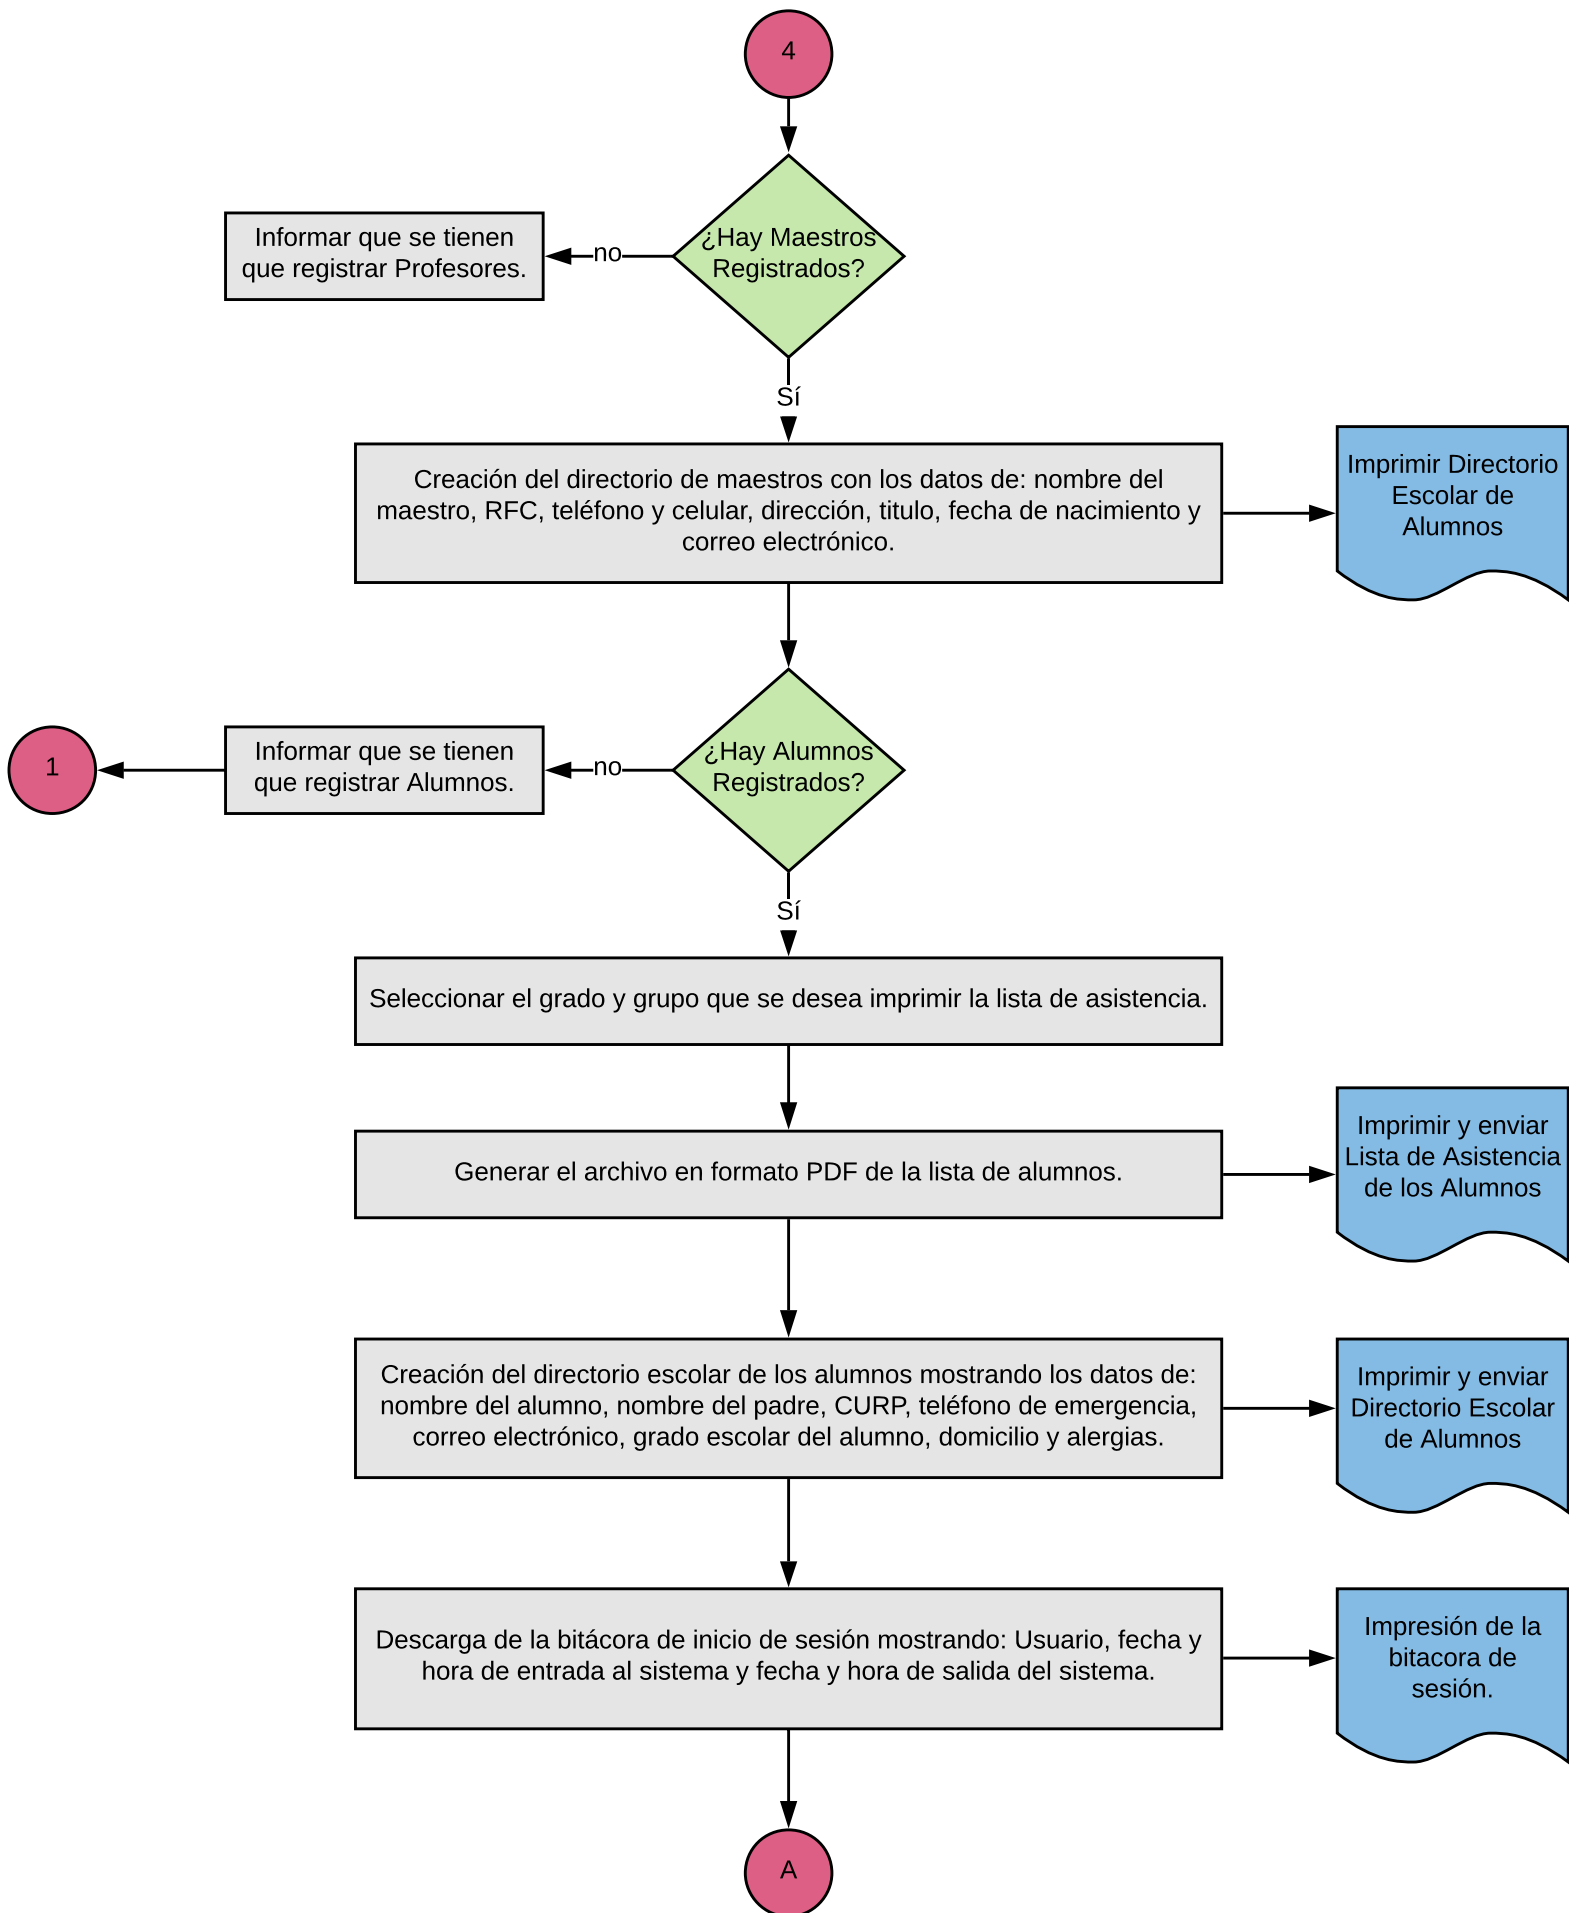 4
¿Hay Maestros
Registrados?
no
Informar que se tienen
que registrar Profesores.
Sí
Creación del directorio de maestros con los datos de: nombre del
maestro, RFC, teléfono y celular, dirección, titulo, fecha de nacimiento y
correo electrónico.
Imprimir Directorio
Escolar de
Alumnos
¿Hay Alumnos
Registrados?
no
Informar que se tienen
que registrar Alumnos.
1
Sí
Seleccionar el grado y grupo que se desea imprimir la lista de asistencia.
Generar el archivo en formato PDF de la lista de alumnos.
Imprimir y enviar
Lista de Asistencia
de los Alumnos
Creación del directorio escolar de los alumnos mostrando los datos de:
nombre del alumno, nombre del padre, CURP, teléfono de emergencia,
correo electrónico, grado escolar del alumno, domicilio y alergias.
Imprimir y enviar
Directorio Escolar
de Alumnos
Descarga de la bitácora de inicio de sesión mostrando: Usuario, fecha y
hora de entrada al sistema y fecha y hora de salida del sistema.
Impresión de la
bitacora de
sesión.
A